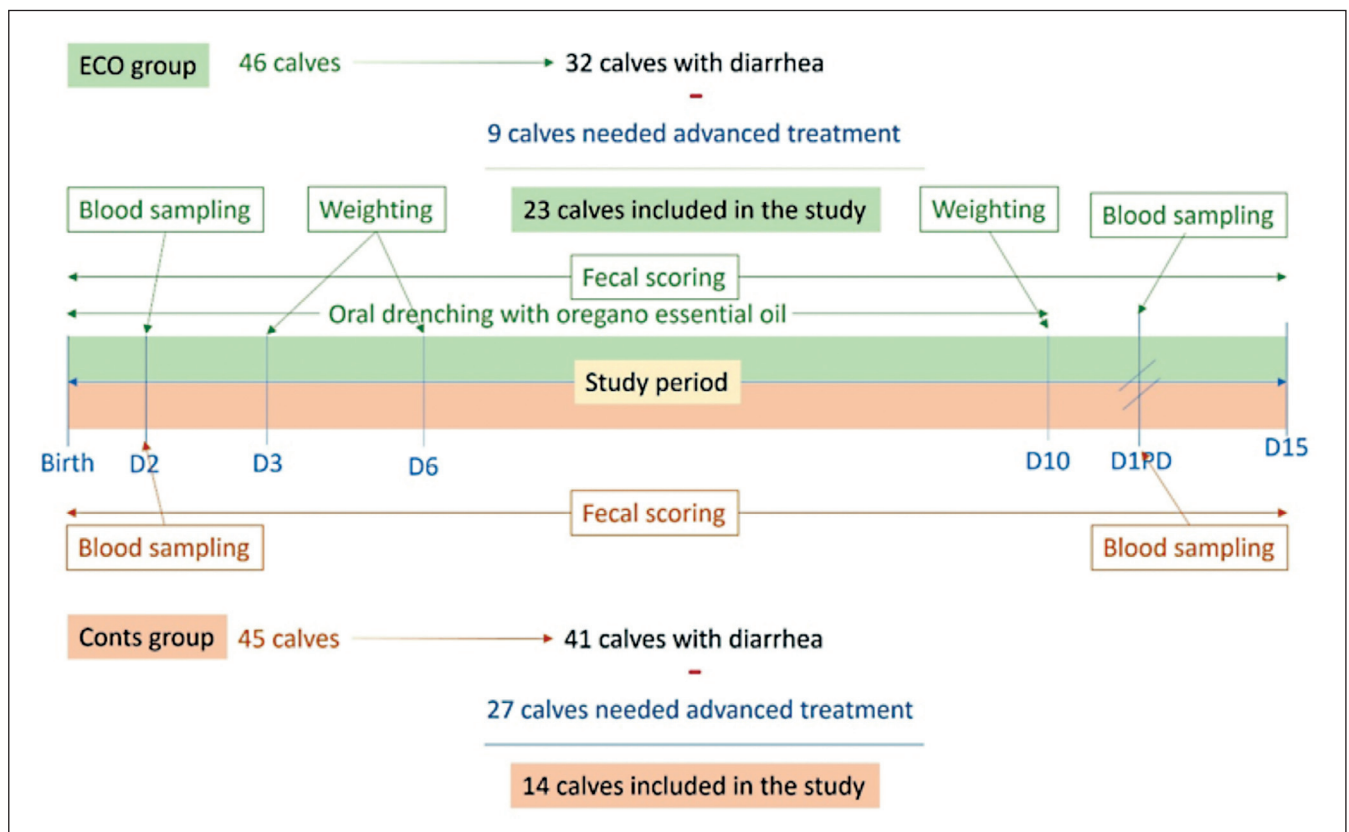 ECO group 46 calves 32 calves with diarrhea
-
9 calves needed advanced treatment
23 calves included in the study
Blood sampling Weighting Weighting Blood sampling
Fecal scoring
Oral drenching with oregano essential oil
Study period
Birth D2 D3 D6 D10 D1PD D15
Fecal scoring
Blood sampling Blood sampling
Conts group 45 calves 41 calves with diarrhea
-
27 calves needed advanced treatment
14 calves included in the study